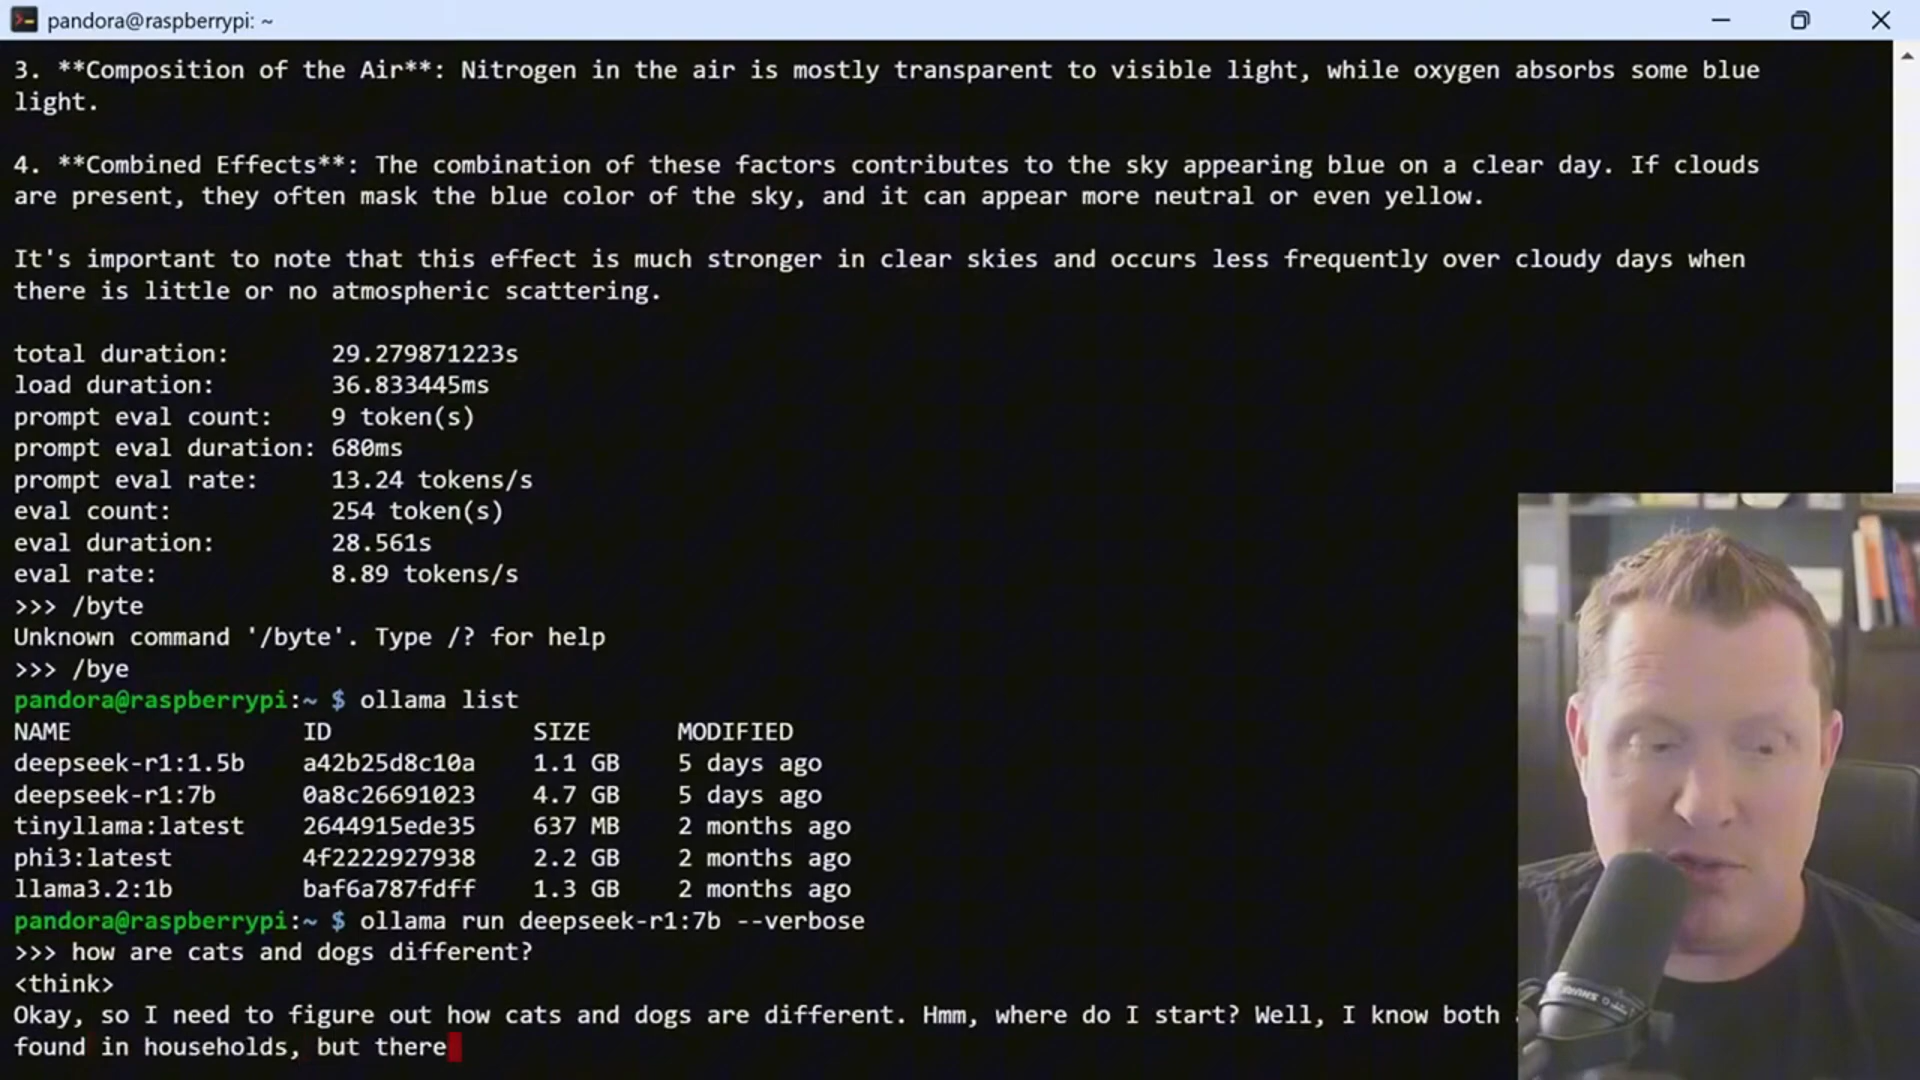 pandora@raspberrypi: ~
3. **Composition of the Air**: Nitrogen in the air is mostly transparent to visible light, while oxygen absorbs some blue
light.
4. **Combined Effects**: The combination of these factors contributes to the sky appearing blue on a clear day. If clouds
are present, they often mask the blue color of the sky, and it can appear more neutral or even yellow.
It's important to note that this effect is much stronger in clear skies and occurs less frequently over cloudy days when
there is little or no atmospheric scattering.
total duration: 29.279871223s
load duration: 36.833445ms
prompt eval count: 9 token(s)
prompt eval duration: 680ms
prompt eval rate: 13.24 tokens/s
eval count: 254 token(s)
eval duration: 28.561s
eval rate: 8.89 tokens/s
>>> /byte
Unknown command '/byte'. Type /? for help
>>> /bye
pandora@raspberrypi:~ $ ollama list
NAME ID SIZE MODIFIED
deepseek-r1:1.5b a42b25d8c10a 1.1 GB 5 days ago
deepseek-r1:7b 0a8c26691023 4.7 GB 5 days ago
tinyllama:latest 2644915ede35 637 MB 2 months ago
phi3:latest 4f2222927938 2.2 GB 2 months ago
llama3.2:1b baf6a787fdff 1.3 GB 2 months ago
pandora@raspberrypi:~ $ ollama run deepseek-r1:7b --verbose
>>> how are cats and dogs different?
<think>
Okay, so I need to figure out how cats and dogs are different. Hmm, where do I start? Well, I know both
found in households, but there